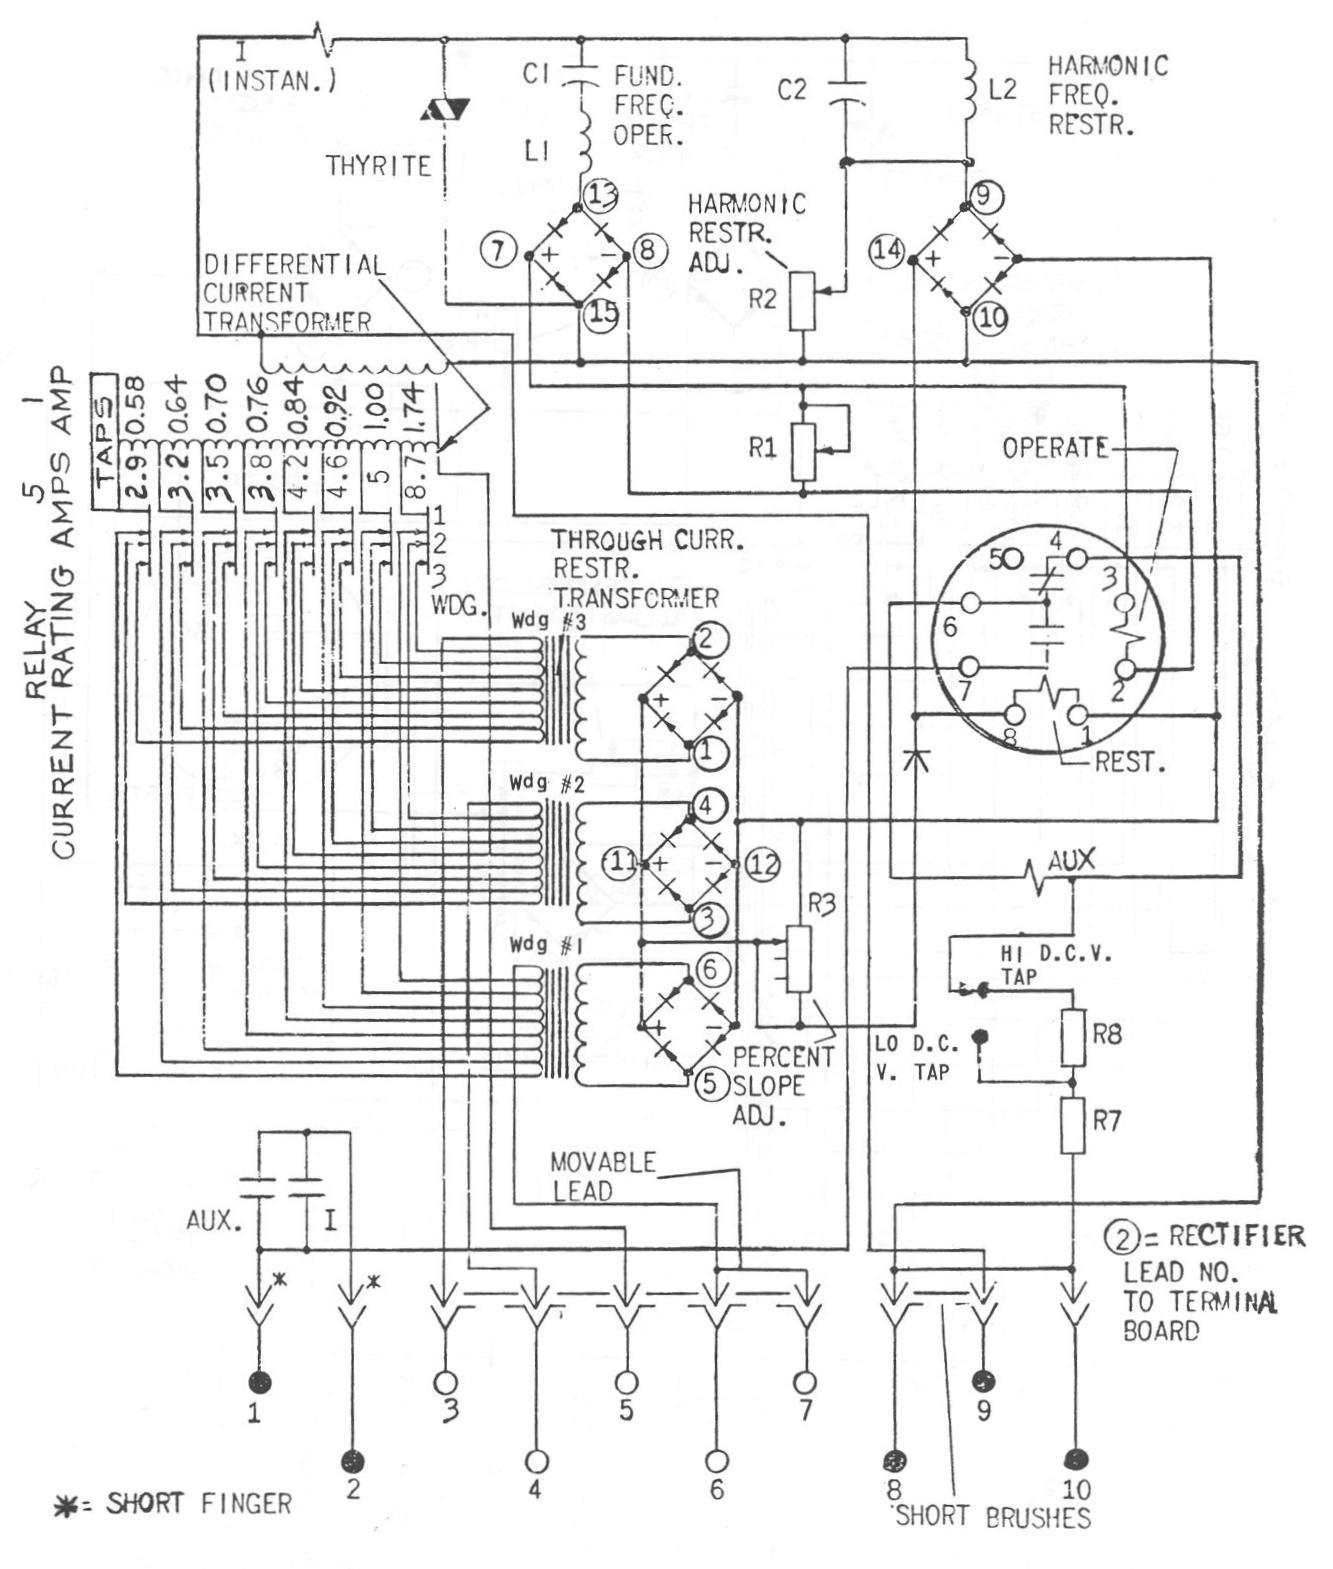 I
(INSTAN.)
C1
FUND.
FREQ.
OPER.
L1
C2
L2
HARMONIC
FREQ.
RESTR.
THYRITE
13
7
+
-
8
15
HARMONIC
RESTR.
ADJ.
R2
9
14
+
-
10
DIFFERENTIAL
CURRENT
TRANSFORMER
RELAY
CURRENT RATING AMPS AMP
5
1
TAPS
0.58
0.64
0.70
0.76
0.84
0.92
1.00
1.74
2.9
3.2
3.5
3.8
4.2
4.6
5
8.7
1
2
3
WDG.
R1
OPERATE
THROUGH CURR.
RESTR.
TRANSFORMER
5
4
3
6
7
2
8
1
REST.
Wdg #3
2
+
-
1
Wdg #2
4
11
+
-
12
3
AUX
R3
Wdg #1
6
+
-
5
PERCENT
SLOPE
ADJ.
HI D.C.V.
TAP
LO D.C.
V. TAP
R8
R7
MOVABLE
LEAD
AUX.
I
*
*
2 = RECTIFIER
LEAD NO.
TO TERMINAL
BOARD
1
2
3
4
5
6
7
8
9
10
* = SHORT FINGER
SHORT BRUSHES